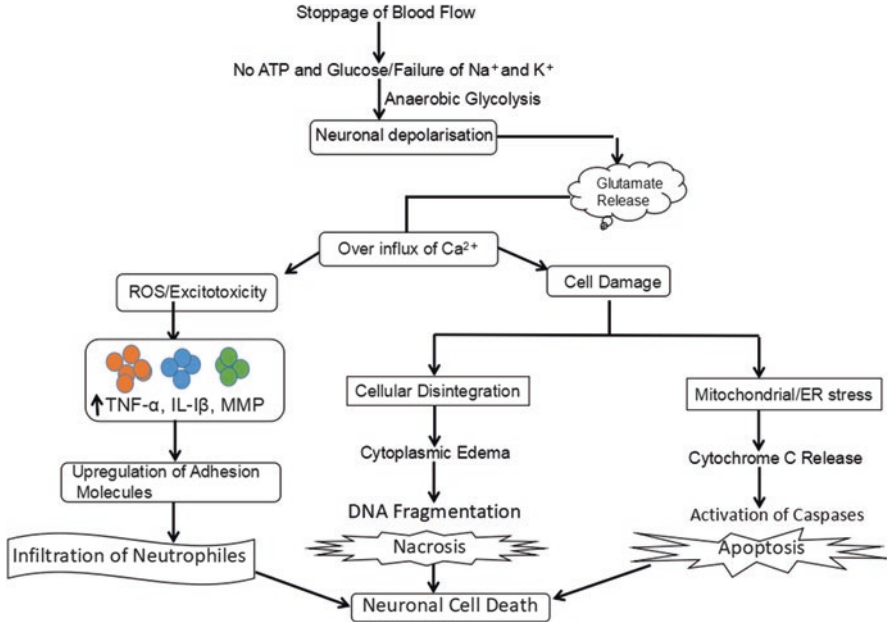 Stoppage of Blood Flow
No ATP and Glucose/Failure of Na⁺ and K⁺
Anaerobic Glycolysis
Neuronal depolarisation
Glutamate
Release
Over influx of Ca²⁺
ROS/Excitotoxicity
Cell Damage
TNF-α, IL-Iβ, MMP
Cellular Disintegration
Mitochondrial/ER stress
Cytoplasmic Edema
Cytochrome C Release
Upregulation of Adhesion
Molecules
DNA Fragmentation
Activation of Caspases
Infiltration of Neutrophiles
Nacrosis
Apoptosis
Neuronal Cell Death